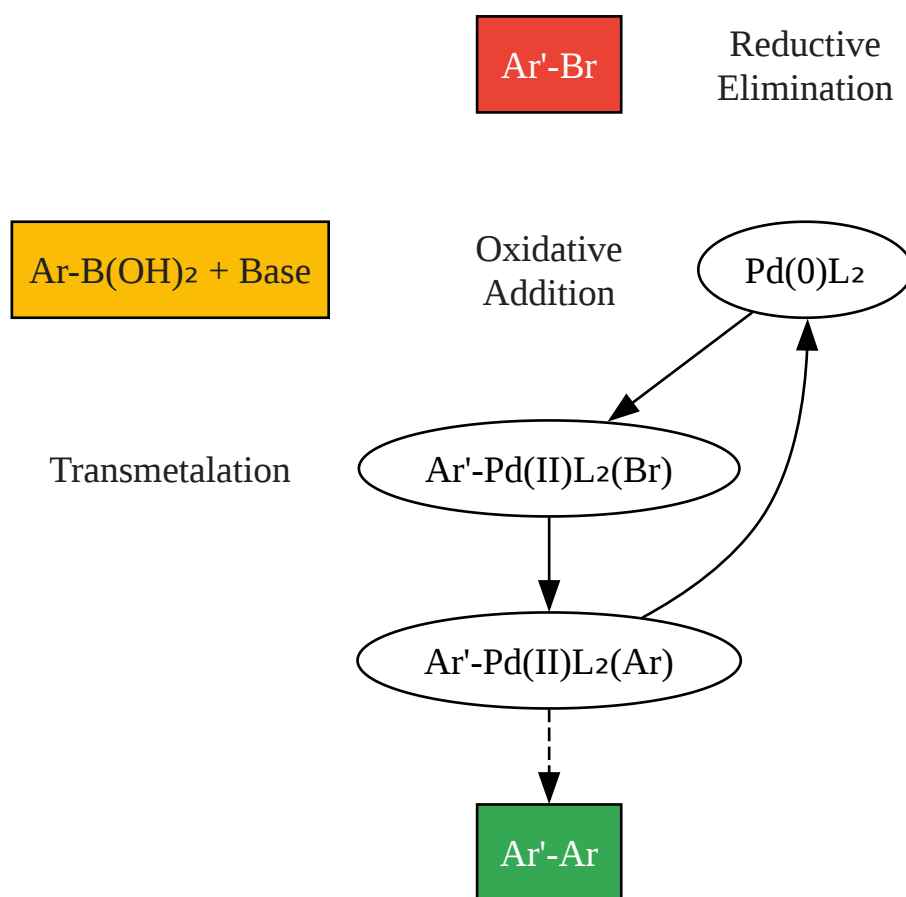 Ar'-Br
Reductive
Elimination
Ar-B(OH)₂ + Base
Oxidative
Addition
Pd(0)L₂
Transmetalation
Ar'-Pd(II)L₂(Br)
Ar'-Pd(II)L₂(Ar)
Ar'-Ar